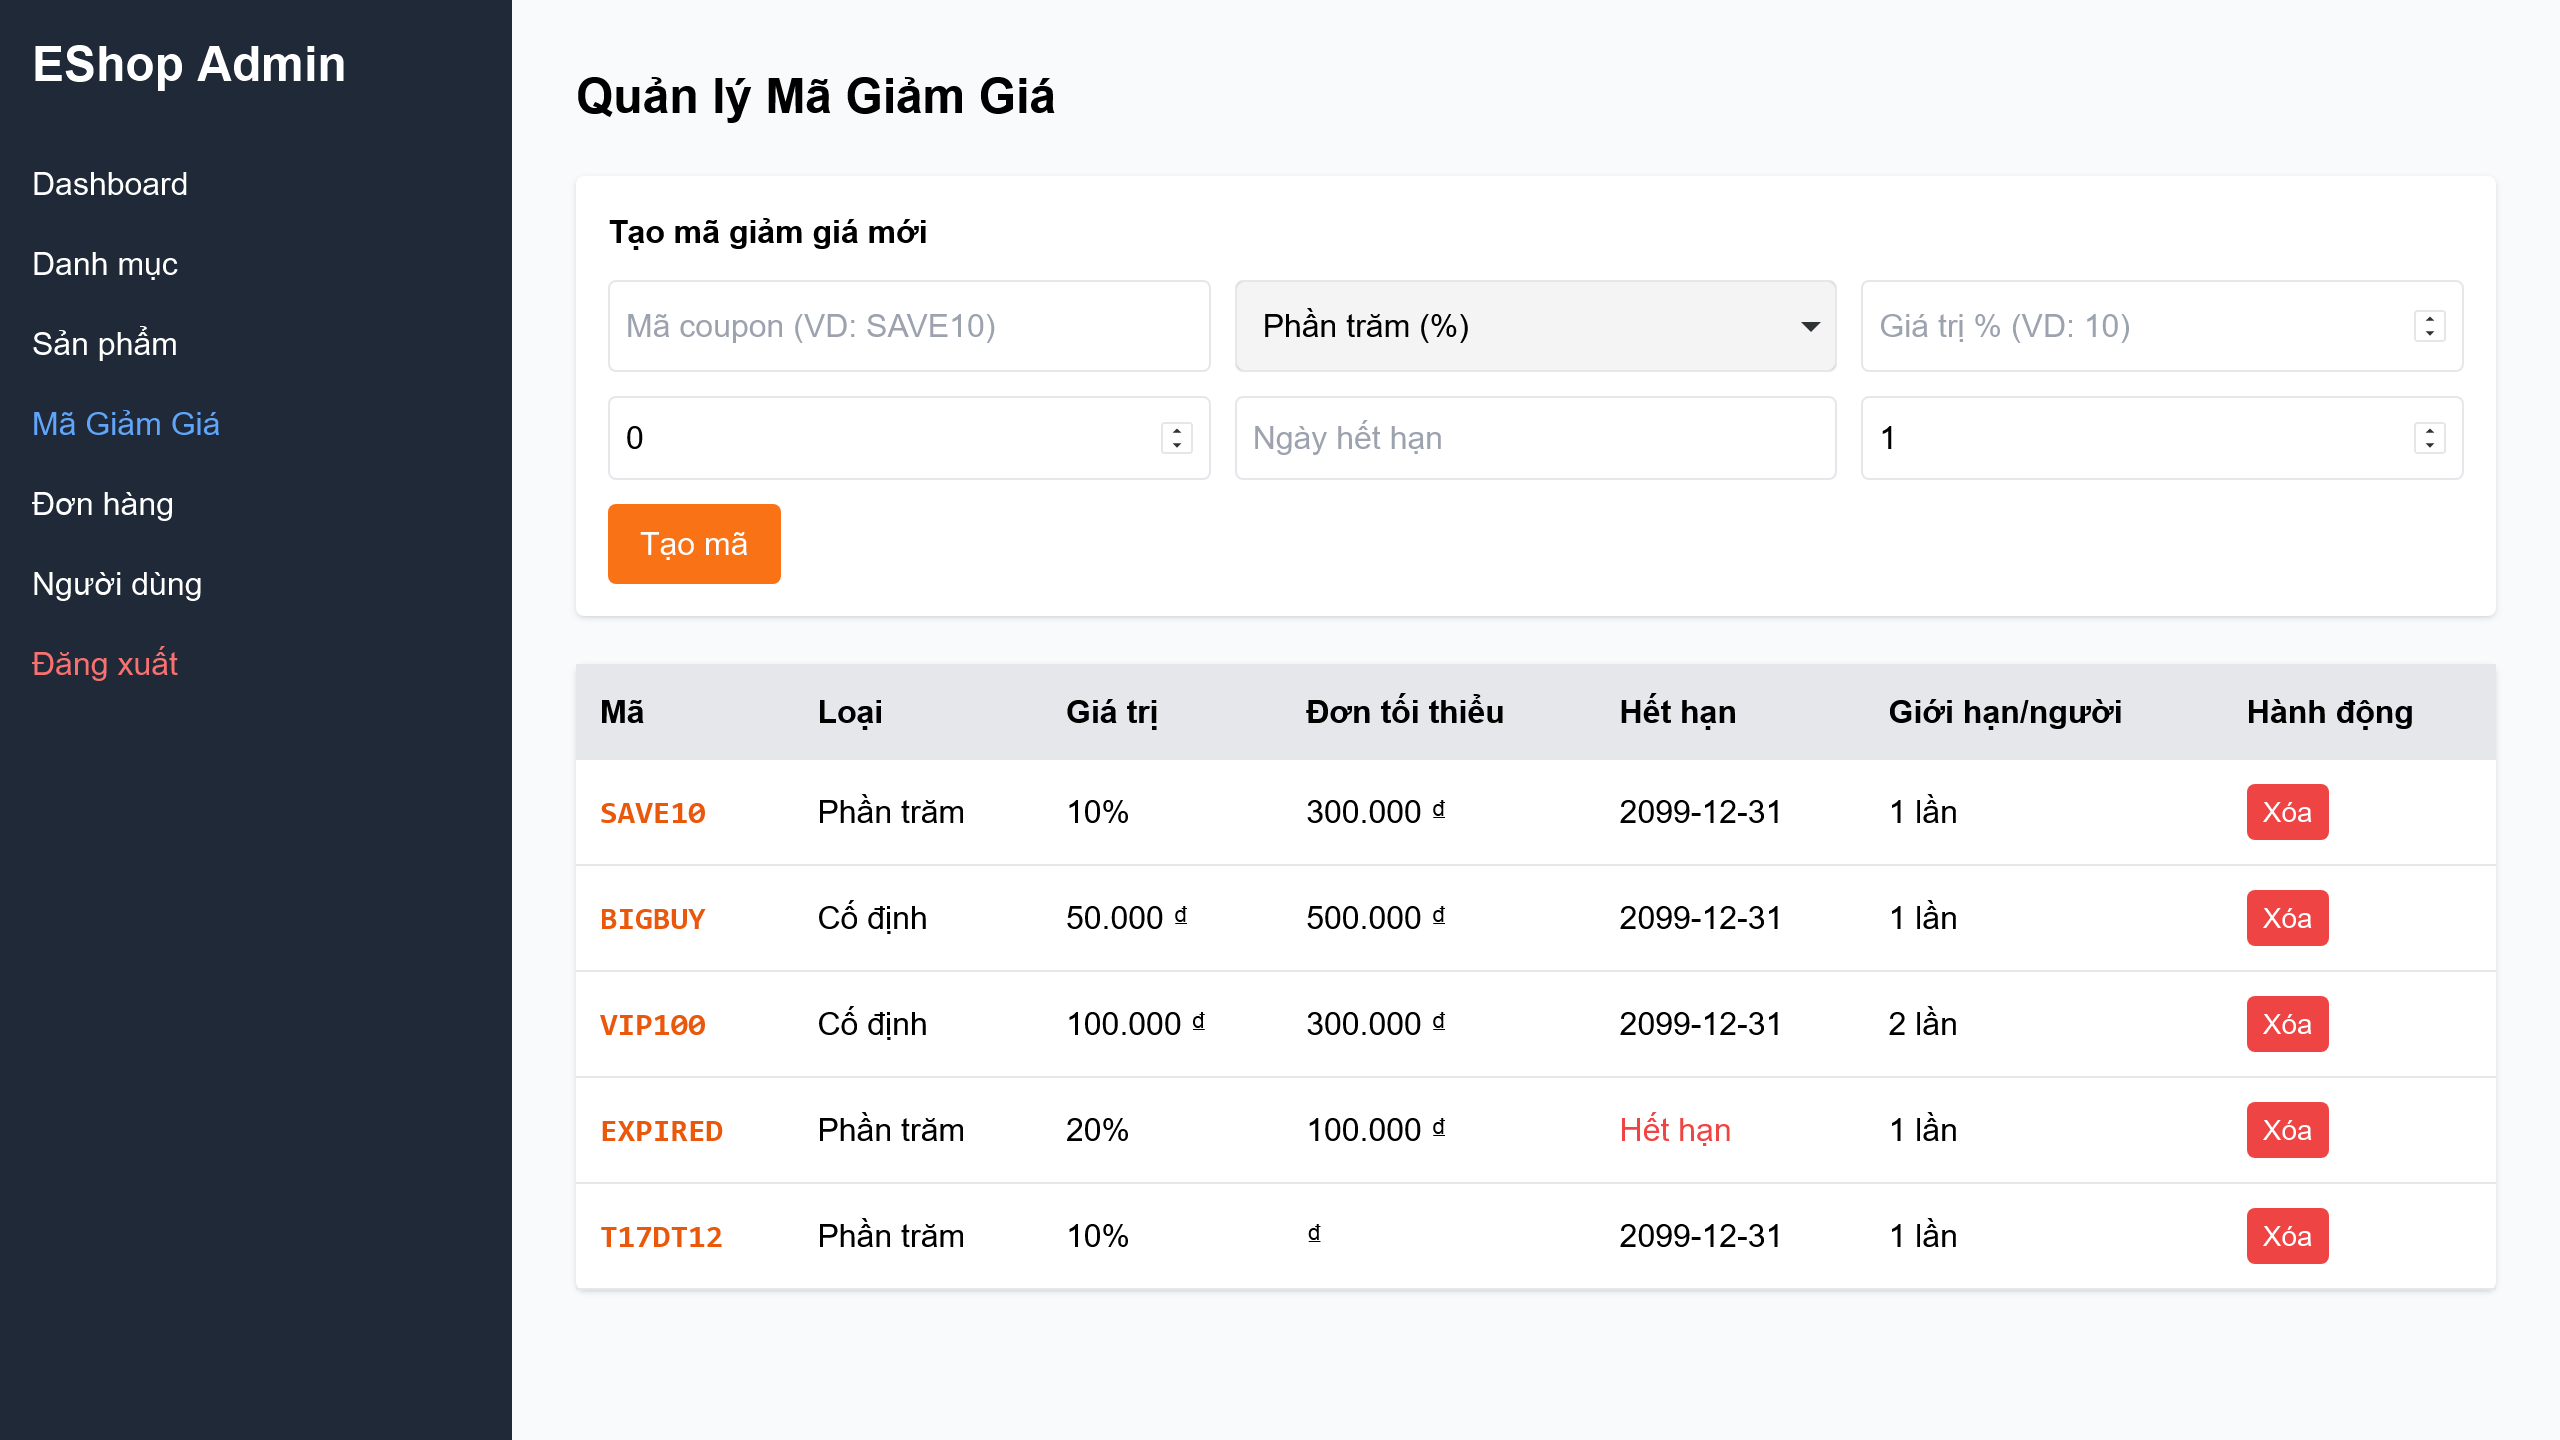 EShop Admin
Dashboard
Danh mục
Sản phẩm
Mã Giảm Giá
Đơn hàng
Người dùng
Đăng xuất
Quản lý Mã Giảm Giá
Tạo mã giảm giá mới
Mã coupon (VD: SAVE10)
Phần trăm (%)
Giá trị % (VD: 10)
0
Ngày hết hạn
1
Tạo mã
Mã Loại Giá trị Đơn tối thiểu Hết hạn Giới hạn/người Hành động
SAVE10 Phần trăm 10% 300.000 ₫ 2099-12-31 1 lần Xóa
BIGBUY Cố định 50.000 ₫ 500.000 ₫ 2099-12-31 1 lần Xóa
VIP100 Cố định 100.000 ₫ 300.000 ₫ 2099-12-31 2 lần Xóa
EXPIRED Phần trăm 20% 100.000 ₫ Hết hạn 1 lần Xóa
T17DT12 Phần trăm 10% ₫ 2099-12-31 1 lần Xóa